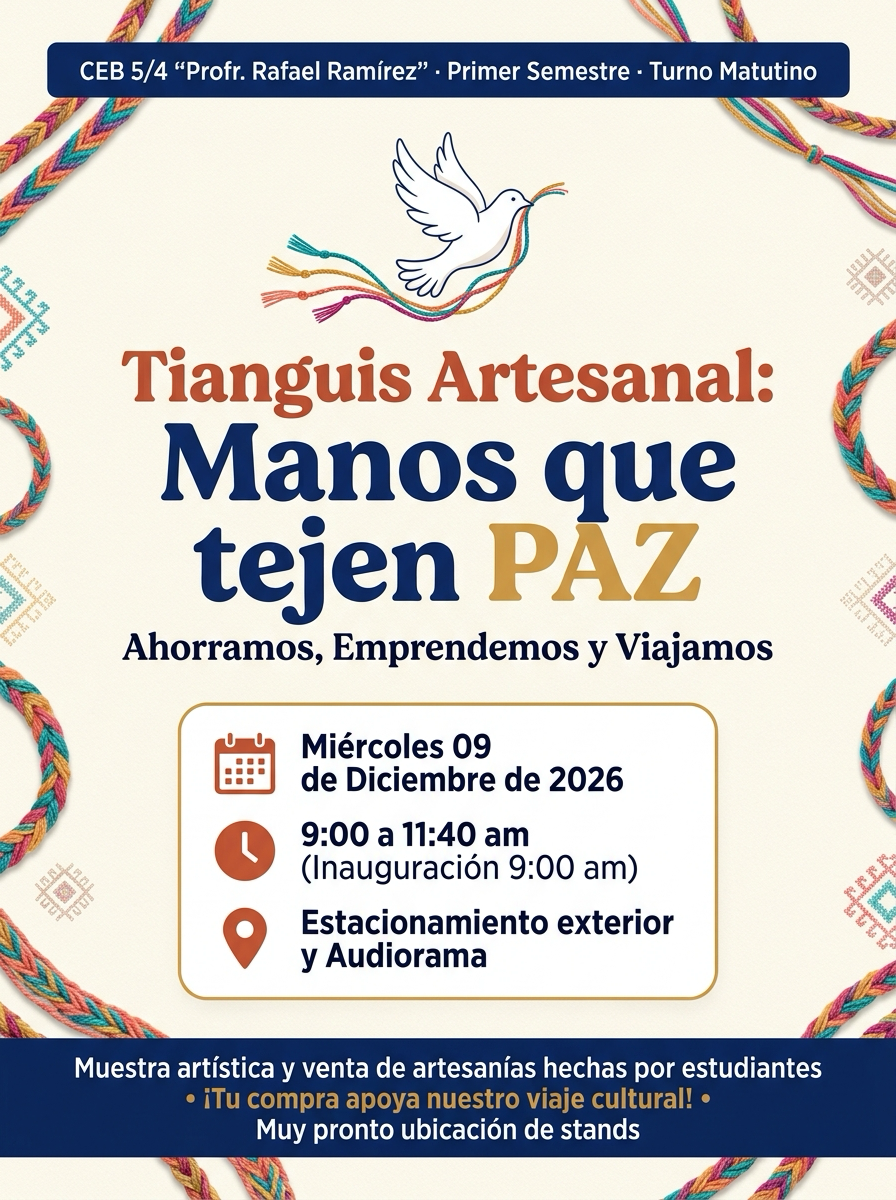 CEB 5/4 “Profr. Rafael Ramírez” · Primer Semestre · Turno Matutino
Tianguis Artesanal:
Manos que
tejen PAZ
Ahorramos, Emprendemos y Viajamos
Miércoles 09
de Diciembre de 2026
9:00 a 11:40 am
(Inauguración 9:00 am)
Estacionamiento exterior
y Audiorama
Muestra artística y venta de artesanías hechas por estudiantes
• ¡Tu compra apoya nuestro viaje cultural! •
Muy pronto ubicación de stands